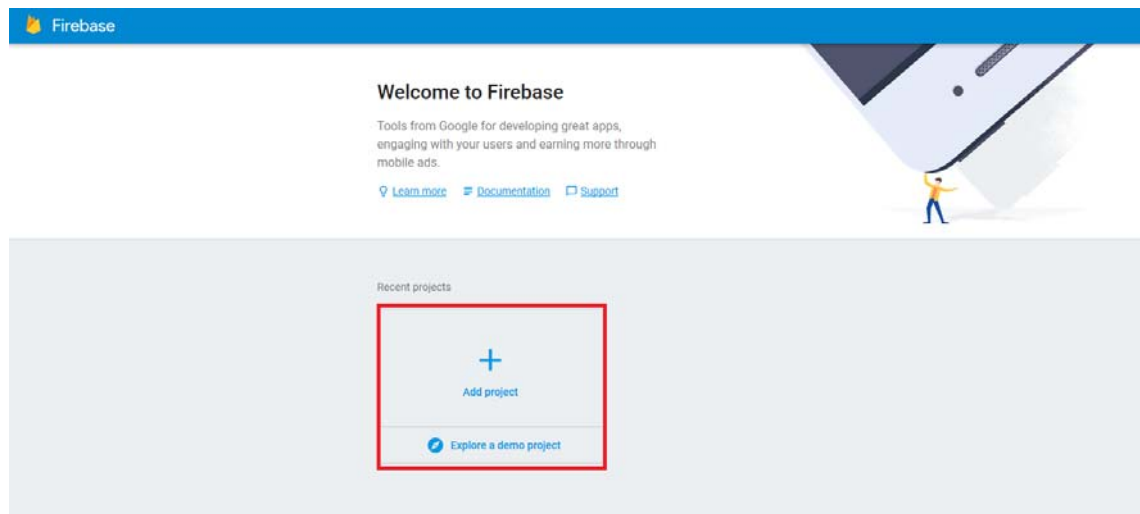 Firebase
Welcome to Firebase
Tools from Google for developing great apps,
engaging with your users and earning more through
mobile ads.
Learn more Documentation Support
Recent projects
Add project
Explore a demo project